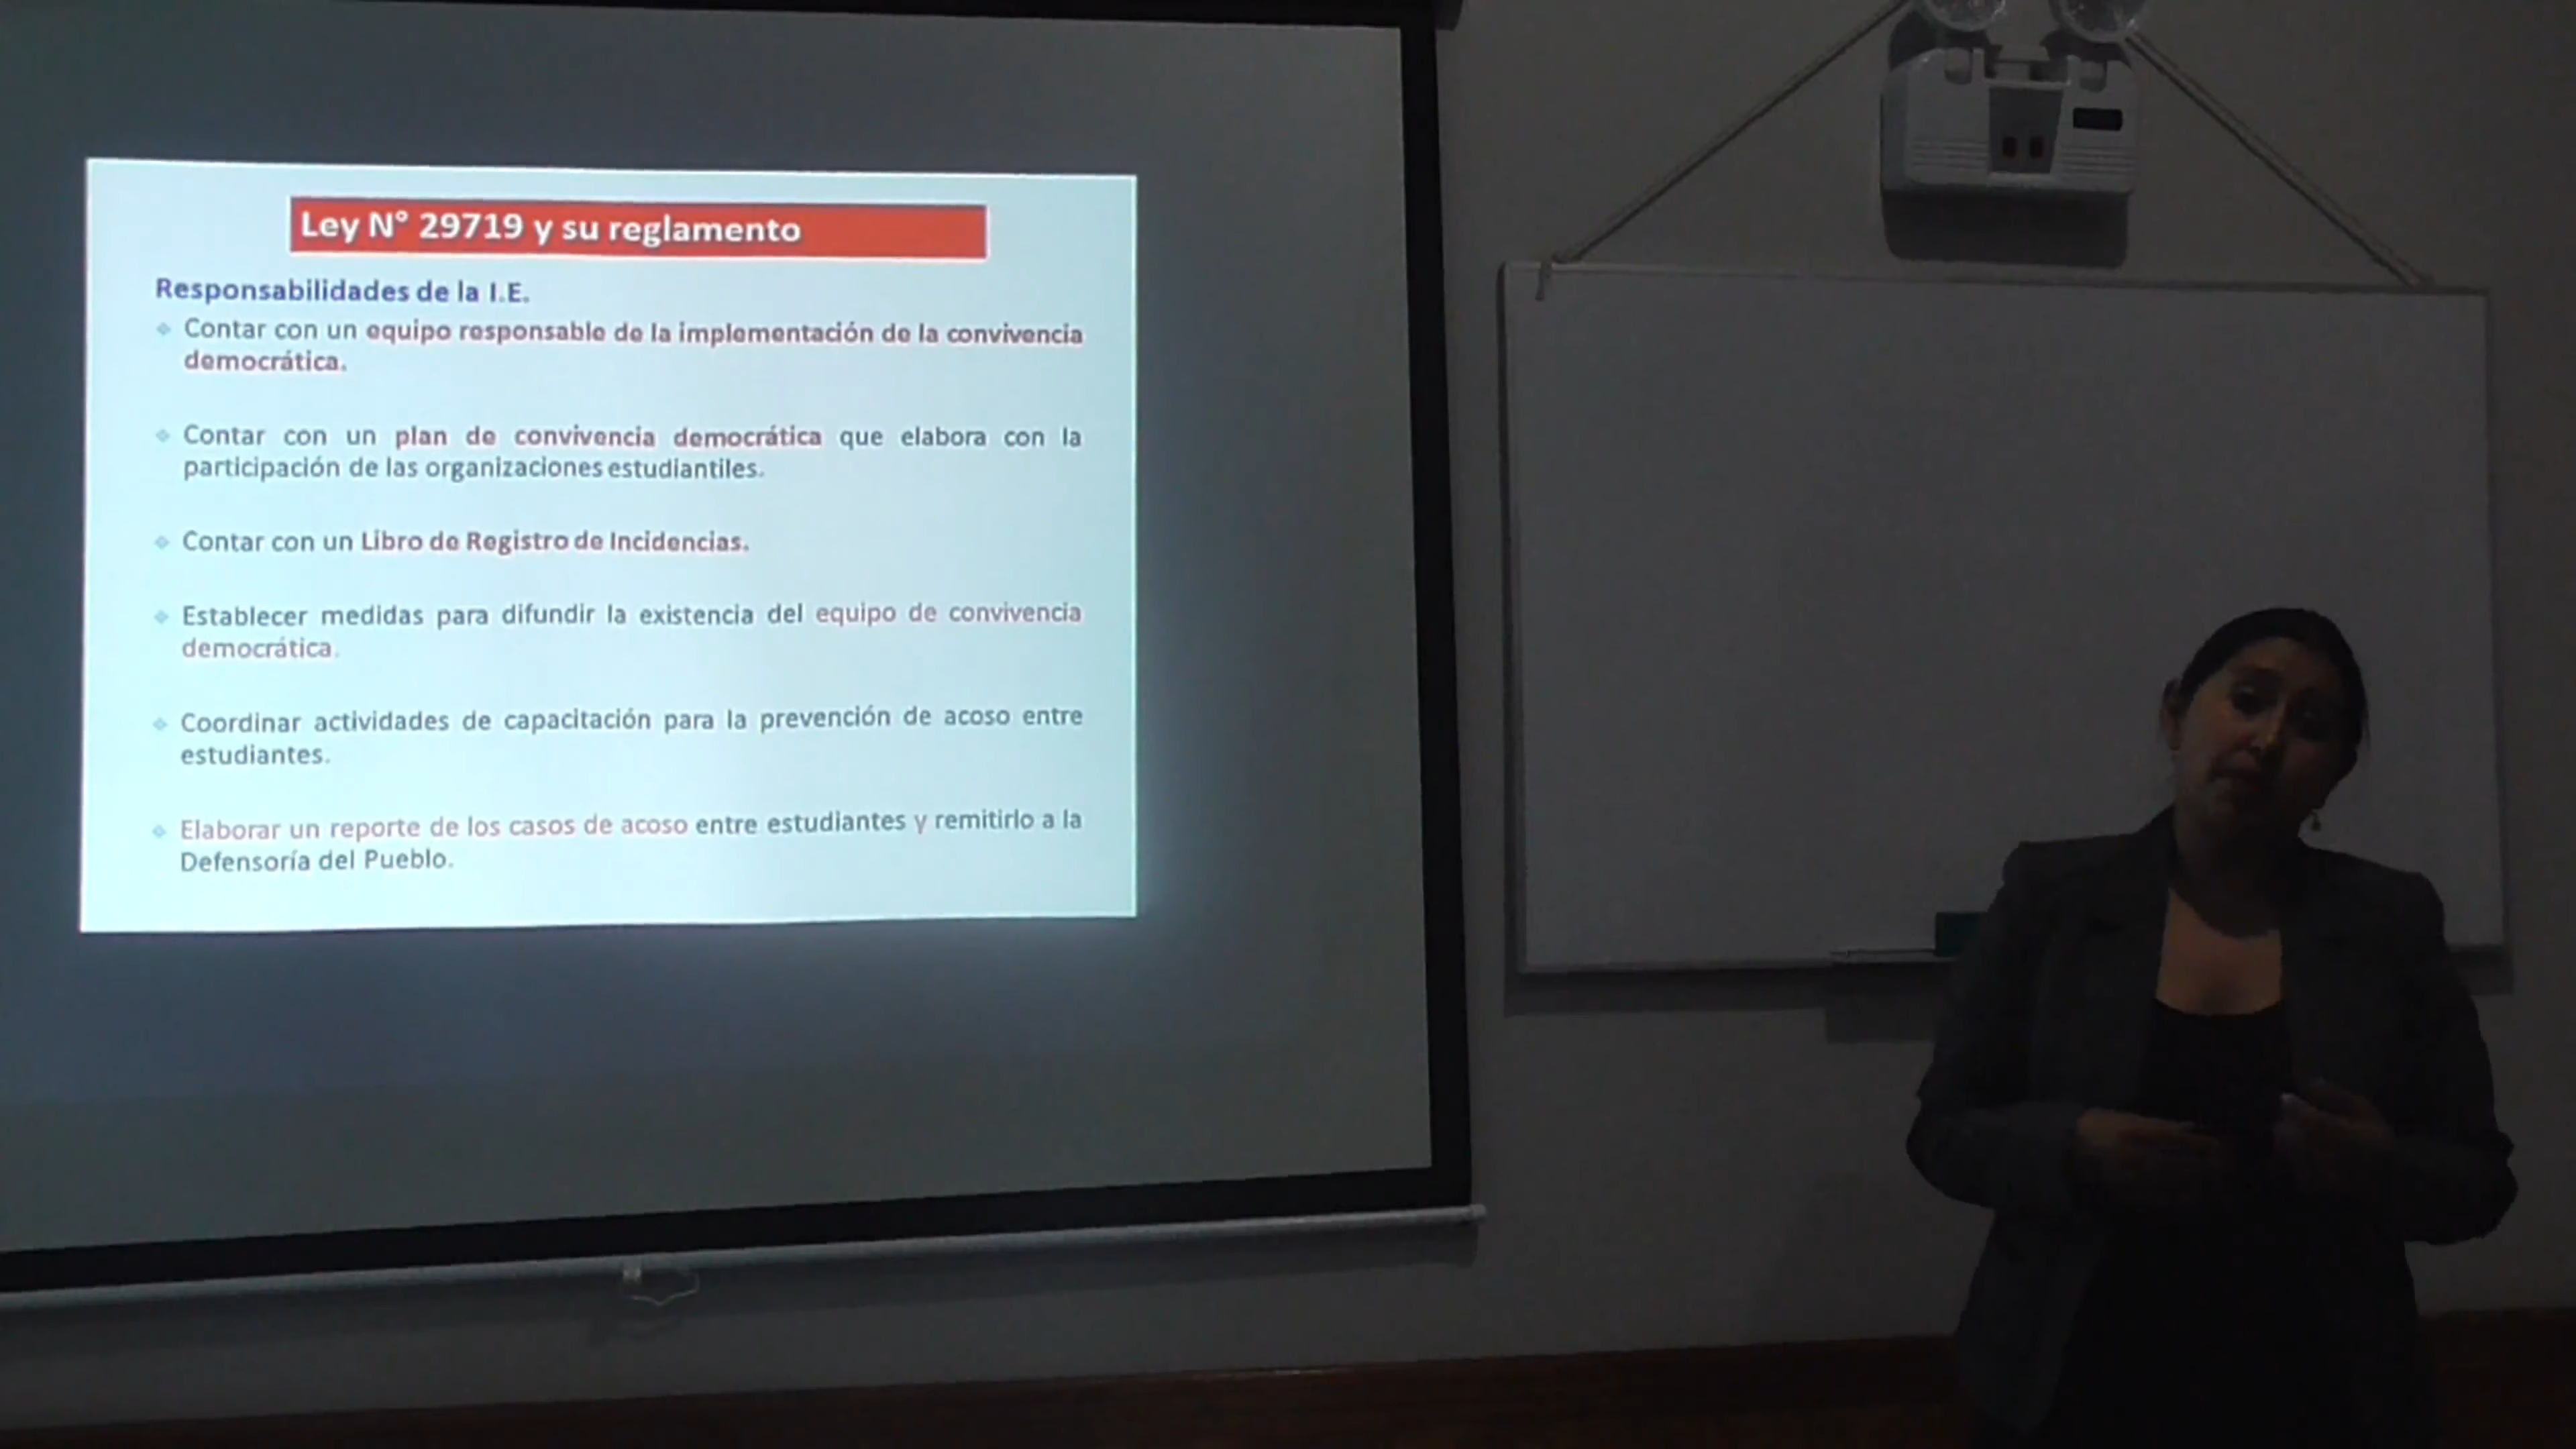 Ley N° 29719 y su reglamento
Responsabilidades de la I.E.
Contar con un equipo responsable de la implementación de la convivencia
democrática.
Contar con un plan de convivencia democrática que elabora con la
participación de las organizaciones estudiantiles.
Contar con un Libro de Registro de Incidencias.
Establecer medidas para difundir la existencia del equipo de convivencia
democrática.
Coordinar actividades de capacitación para la prevención de acoso entre
estudiantes.
Elaborar un reporte de los casos de acoso entre estudiantes y remitirlo a la
Defensoría del Pueblo.